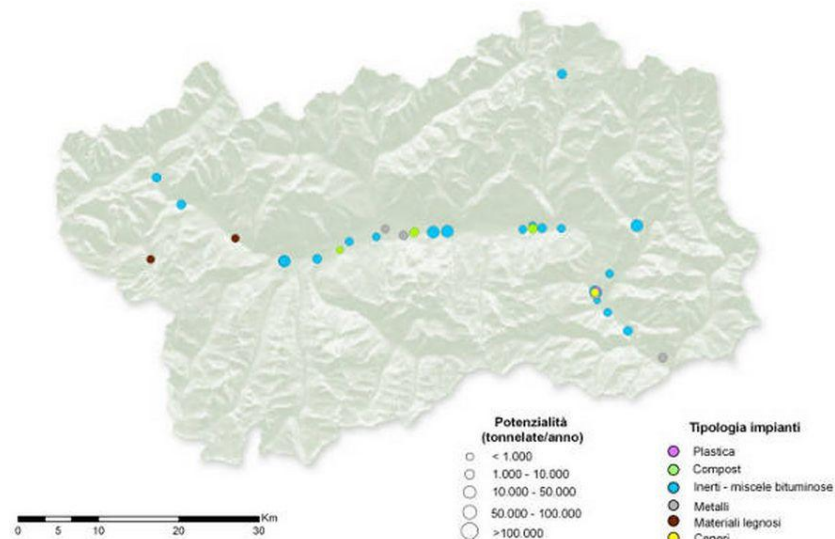 Potenzialità
(tonnelate/anno)
< 1.000
1.000 - 10.000
10.000 - 50.000
50.000 - 100.000
>100.000
Tipologia impianti
Plastica
Compost
Inerti - miscele bituminose
Metalli
Materiali legnosi
Ceneri
Km
0 5 10 20 30